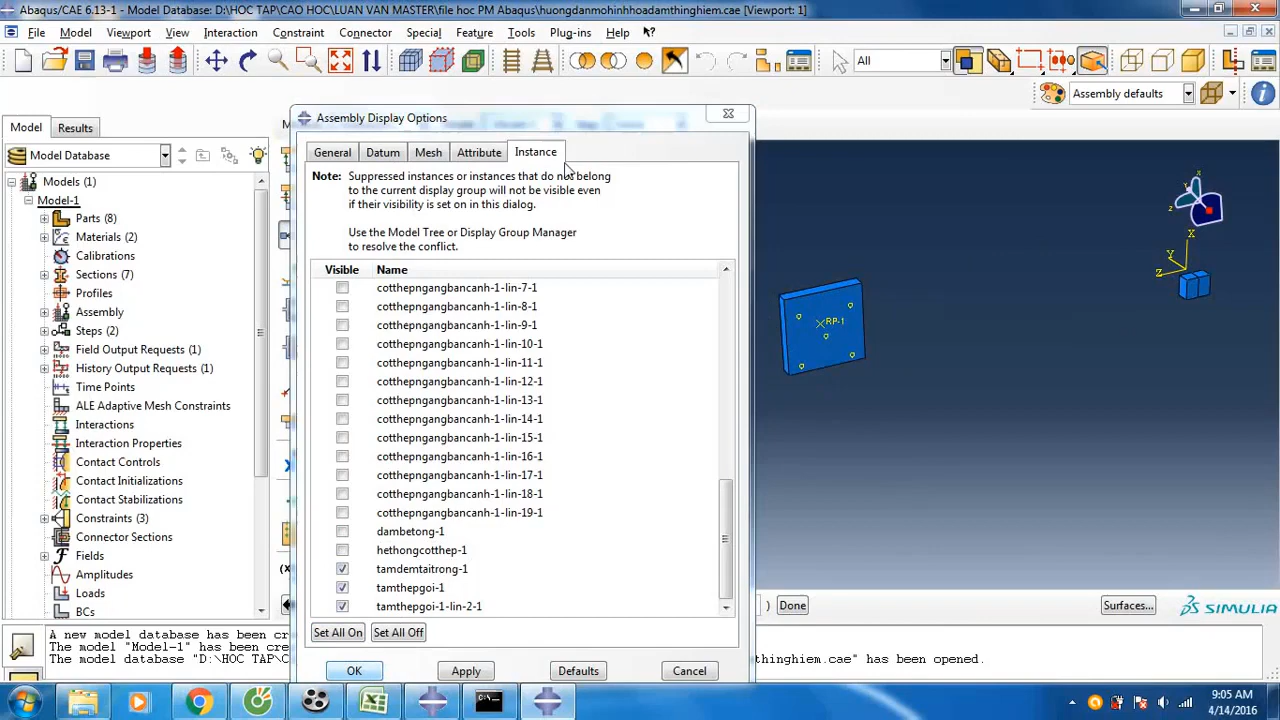 Abaqus/CAE 6.13-1 - Model Database: D:\HOC TAP\CAO HOC\LUAN VAN MASTER\file hoc PM Abaqus\huongdanmohinhhoadamthinghiem.cae [Viewport: 1]
File Model Viewport View Interaction Constraint Connector Special Feature Tools Plug-ins Help
All
Assembly defaults
Assembly Display Options
Model Results
General Datum Mesh Attribute Instance
Model Database
Note: Suppressed instances or instances that do not belong
to the current display group will not be visible even
if their visibility is set on in this dialog.
Use the Model Tree or Display Group Manager
to resolve the conflict.
Visible Name
cotthepngangbancanh-1-lin-7-1
cotthepngangbancanh-1-lin-8-1
cotthepngangbancanh-1-lin-9-1
cotthepngangbancanh-1-lin-10-1
cotthepngangbancanh-1-lin-11-1
cotthepngangbancanh-1-lin-12-1
cotthepngangbancanh-1-lin-13-1
cotthepngangbancanh-1-lin-14-1
cotthepngangbancanh-1-lin-15-1
cotthepngangbancanh-1-lin-16-1
cotthepngangbancanh-1-lin-17-1
cotthepngangbancanh-1-lin-18-1
cotthepngangbancanh-1-lin-19-1
dambetong-1
hethongcotthep-1
tamdemtaitrong-1
tamthepgoi-1
tamthepgoi-1-lin-2-1
Set All On Set All Off
OK Apply Defaults Cancel
Models (1)
Model-1
Parts (8)
Materials (2)
Calibrations
Sections (7)
Profiles
Assembly
Steps (2)
Field Output Requests (1)
History Output Requests (1)
Time Points
ALE Adaptive Mesh Constraints
Interactions
Interaction Properties
Contact Controls
Contact Initializations
Contact Stabilizations
Constraints (3)
Connector Sections
Fields
Amplitudes
Loads
BCs
RP-1
X
Y
Z
x
y
z
) Done Surfaces...
SIMULIA
A new model database has been cr
The model "Model-1" has been cre
The model database "D:\HOC TAP\CA
hinghiem.cae" has been opened.
9:05 AM
4/14/2016